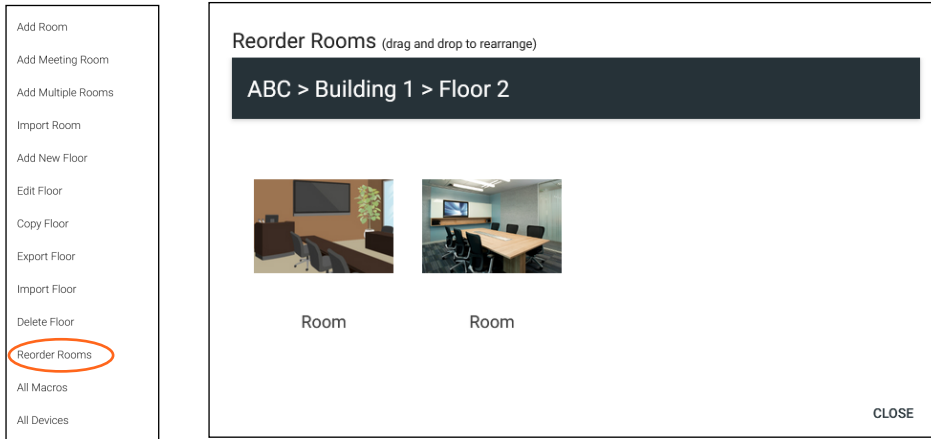 Add Room
Add Meeting Room
Add Multiple Rooms
Import Room
Add New Floor
Edit Floor
Copy Floor
Export Floor
Import Floor
Delete Floor
Reorder Rooms
All Macros
All Devices
Reorder Rooms (drag and drop to rearrange)
ABC > Building 1 > Floor 2
Room Room
CLOSE